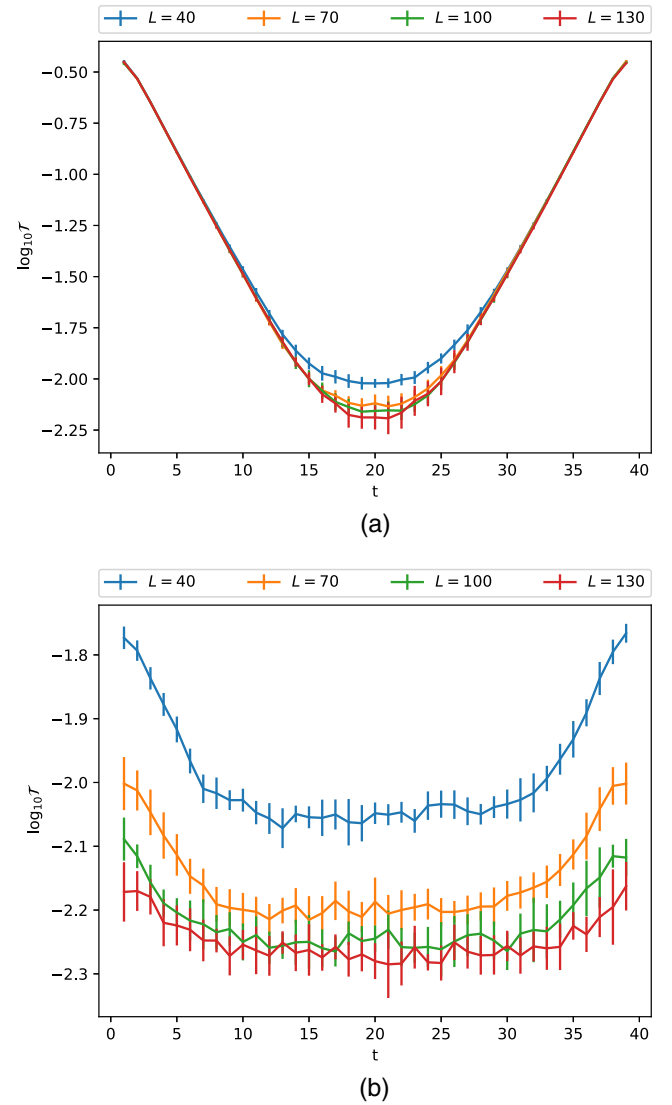 L = 40 L = 70 L = 100 L = 130
−0.50
−0.75
−1.00
−1.25
−1.50
−1.75
−2.00
−2.25
log₁₀𝒯
0 5 10 15 20 25 30 35 40
t
(a)
L = 40 L = 70 L = 100 L = 130
−1.8
−1.9
−2.0
−2.1
−2.2
−2.3
log₁₀𝒯
0 5 10 15 20 25 30 35 40
t
(b)